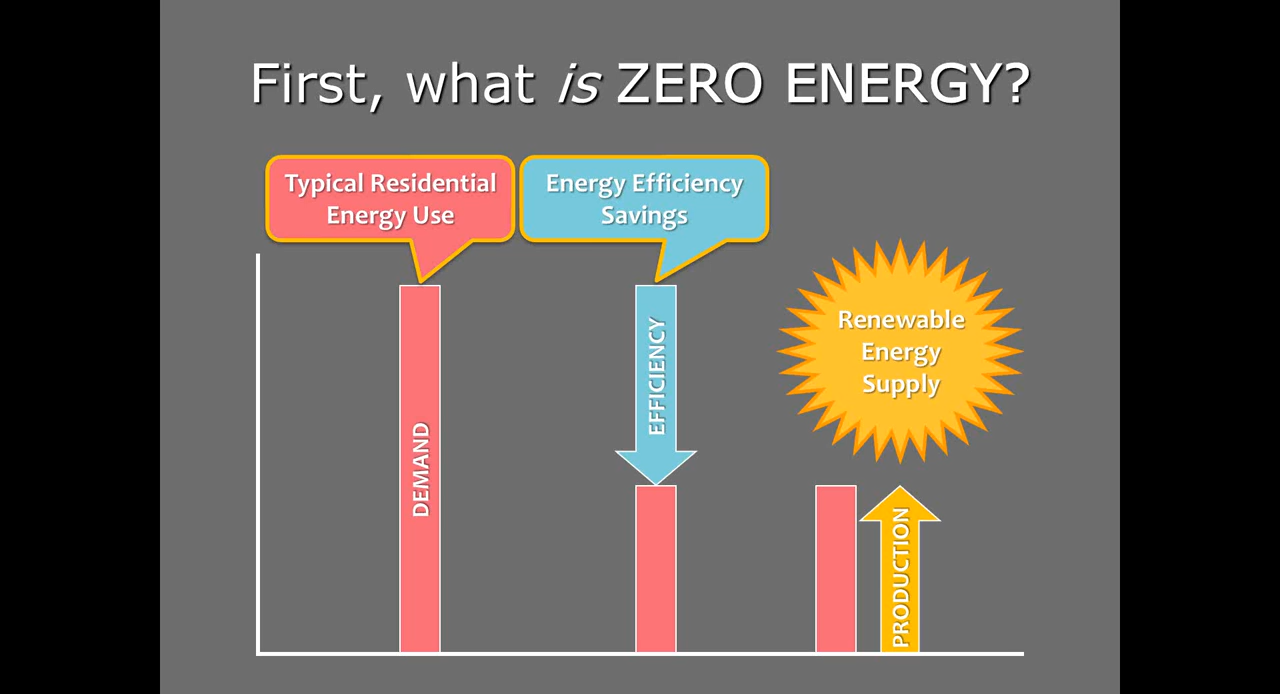 First, what is ZERO ENERGY?
Typical Residential
Energy Use
Energy Efficiency
Savings
Renewable
Energy
Supply
DEMAND
EFFICIENCY
PRODUCTION